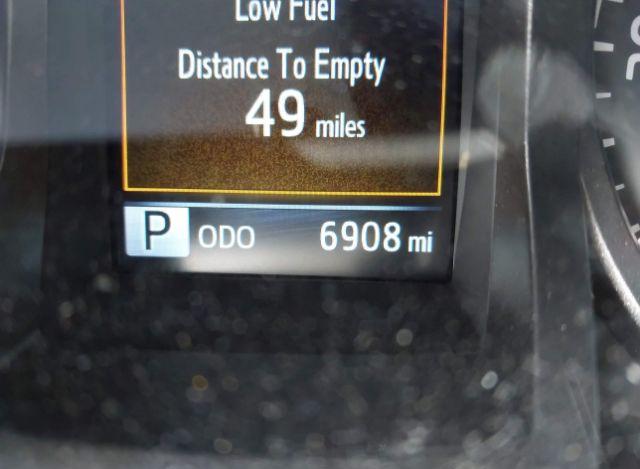 Low Fuel
Distance To Empty
49 miles
P ODO 6908 mi